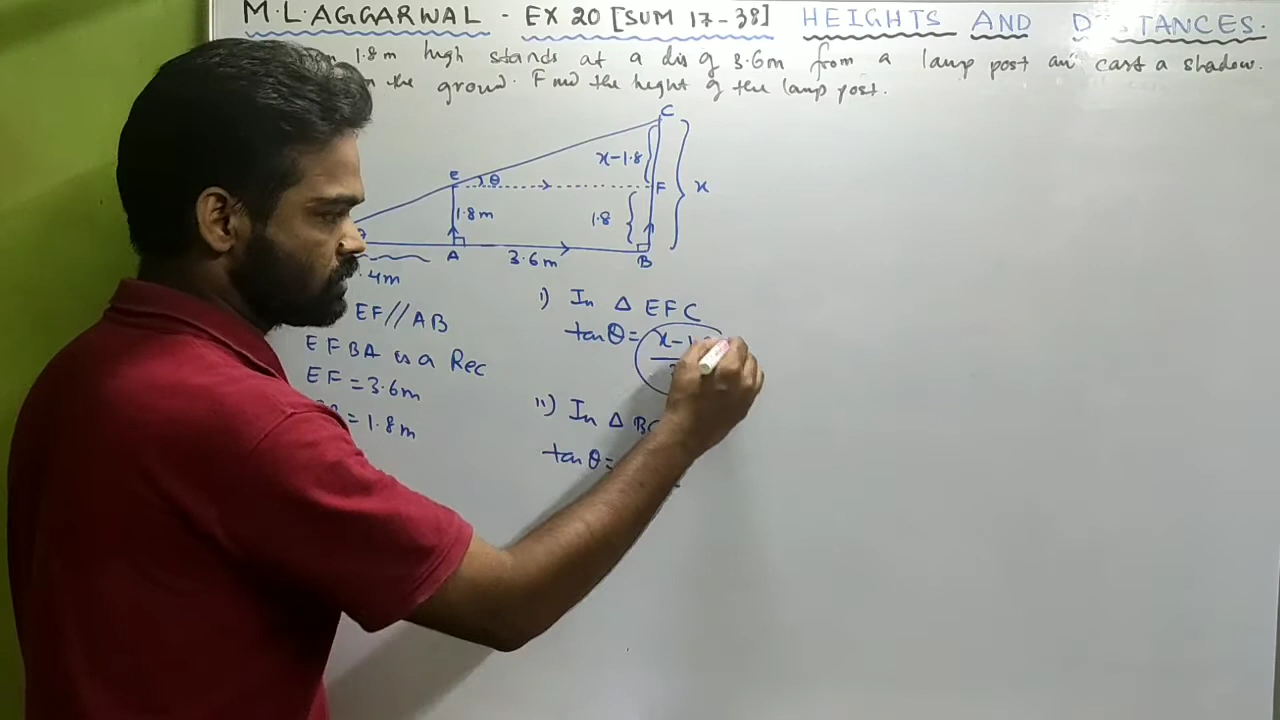 M.L.AGGARWAL - EX 20 [SUM 17-38] HEIGHTS AND DISTANCES.
1.8m high stands at a dis of 3.6m from a lamp post an cast a shadow.
on the ground. Find the height of the lamp post.
C
x-1.8
E θ
F x
1.8m
1.8
A 3.6m B
.4m
EF//AB
EFBA is a Rec
EF = 3.6m
= 1.8m
i) In △ EFC
tanθ = x-1.
ii) In △ BC
tanθ =